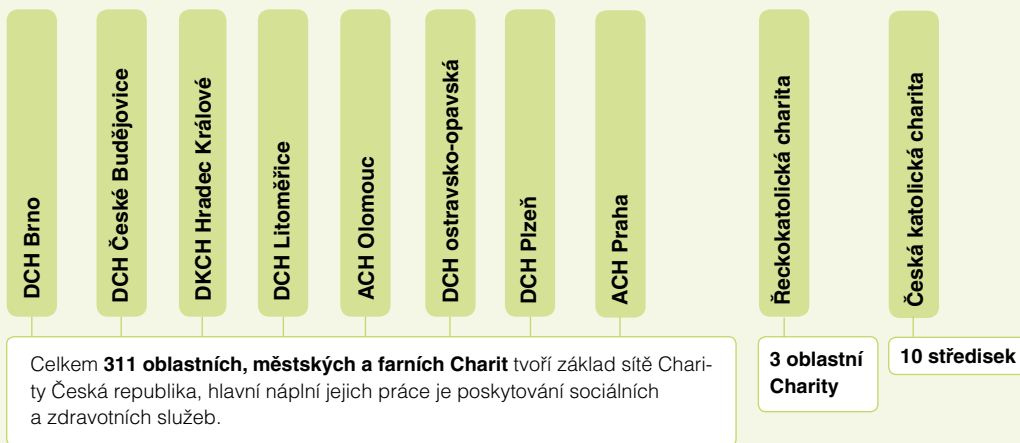 DCH Brno
DCH České Budějovice
DKCH Hradec Králové
DCH Litoměřice
ACH Olomouc
DCH ostravsko-opavská
DCH Plzeň
ACH Praha
Řeckokatolická charita
Česká katolická charita
Celkem 311 oblastních, městských a farních Charit tvoří základ sítě Chari-
ty Česká republika, hlavní náplní jejich práce je poskytování sociálních
a zdravotních služeb.
3 oblastní
Charity
10 středisek